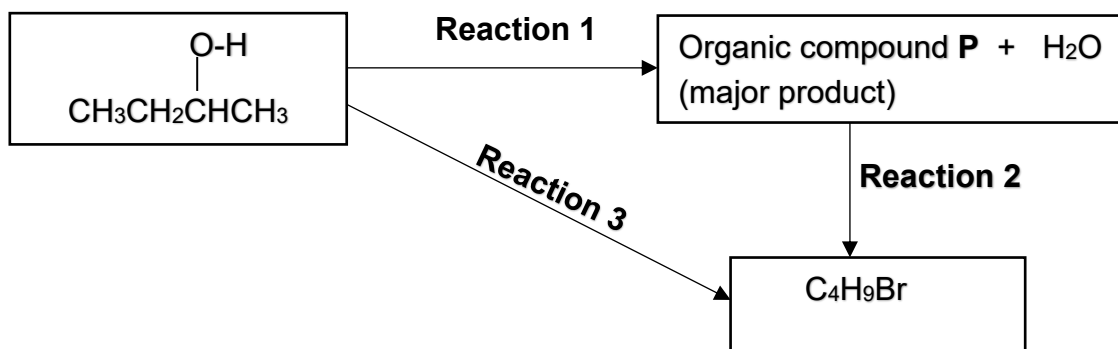 O-H
CH₃CH₂CHCH₃
Reaction 1
Organic compound P + H₂O
(major product)
Reaction 2
Reaction 3
C₄H₉Br